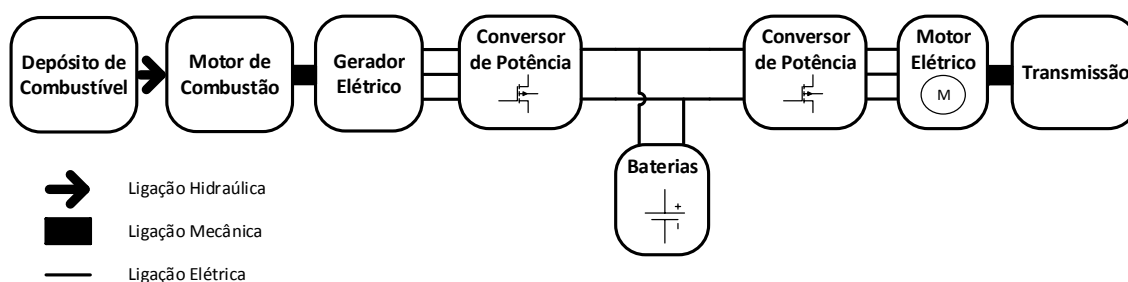 Depósito de
Combustível
Motor de
Combustão
Gerador
Elétrico
Conversor
de Potência
Conversor
de Potência
Motor
Elétrico
M
Transmissão
Baterias
+
Ligação Hidraúlica
Ligação Mecânica
Ligação Elétrica